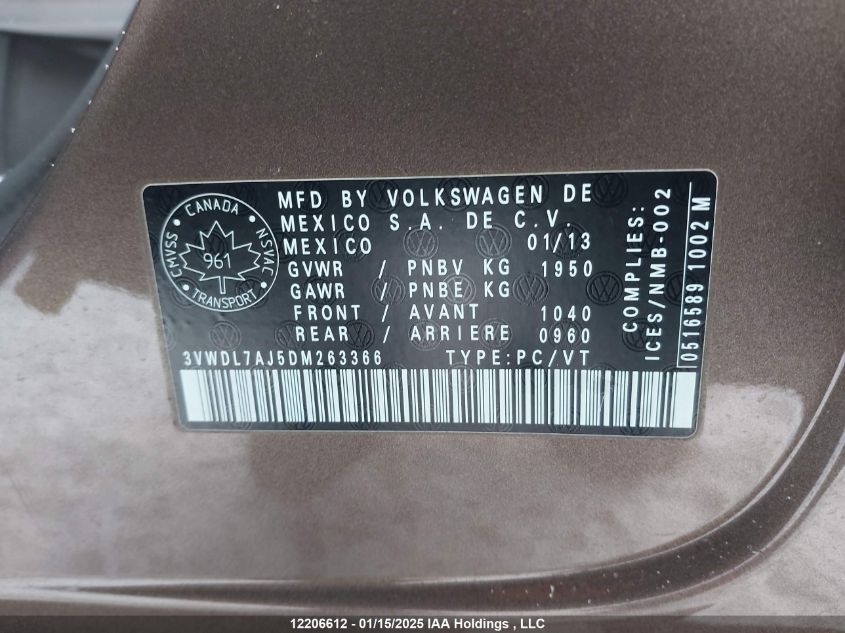 CANADA
CMVSS
NSVAC
961
TRANSPORT
MFD BY VOLKSWAGEN DE
MEXICO S.A. DE C.V.
MEXICO 01/13
GVWR / PNBV KG 1950
GAWR / PNBE KG
FRONT / AVANT 1040
REAR / ARRIERE 0960
3VWDL7AJ5DM263366 TYPE:PC/VT
COMPLIES:
ICES/NMB-002
0516589 1002 M
12206612 - 01/15/2025 IAA Holdings , LLC